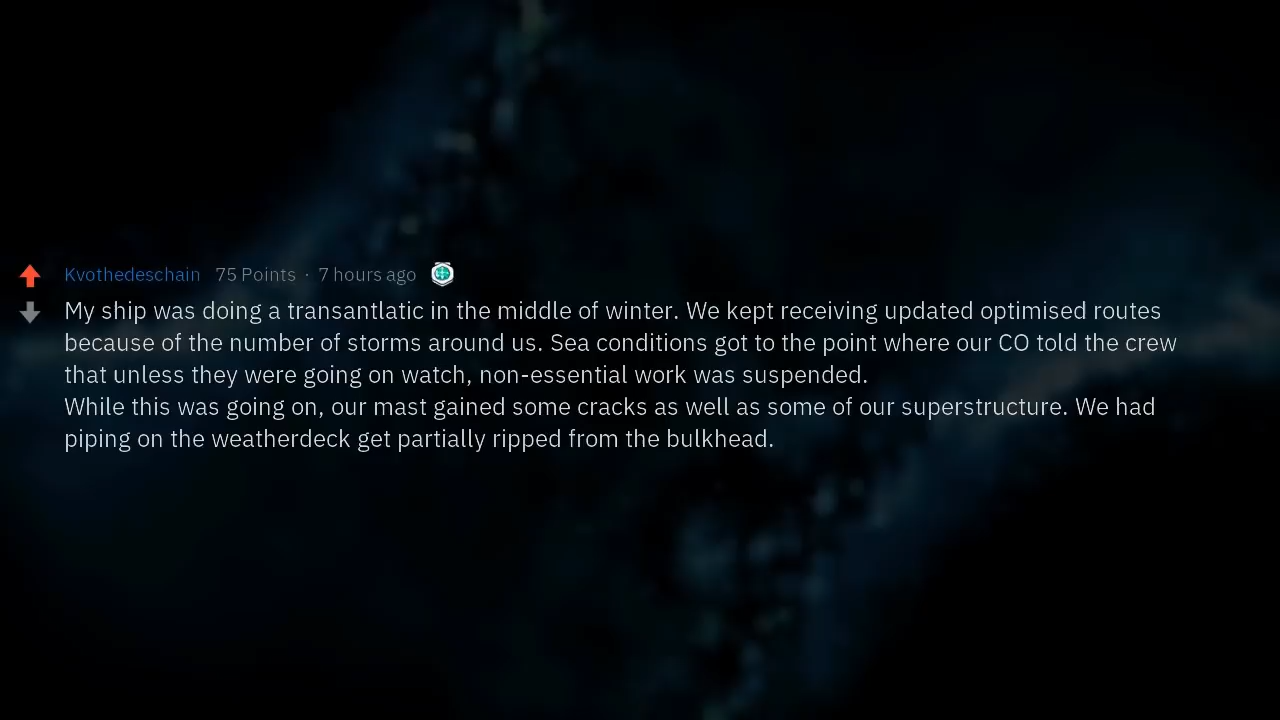 Kvothedeschain 75 Points · 7 hours ago
My ship was doing a transantlatic in the middle of winter. We kept receiving updated optimised routes
because of the number of storms around us. Sea conditions got to the point where our CO told the crew
that unless they were going on watch, non-essential work was suspended.
While this was going on, our mast gained some cracks as well as some of our superstructure. We had
piping on the weatherdeck get partially ripped from the bulkhead.